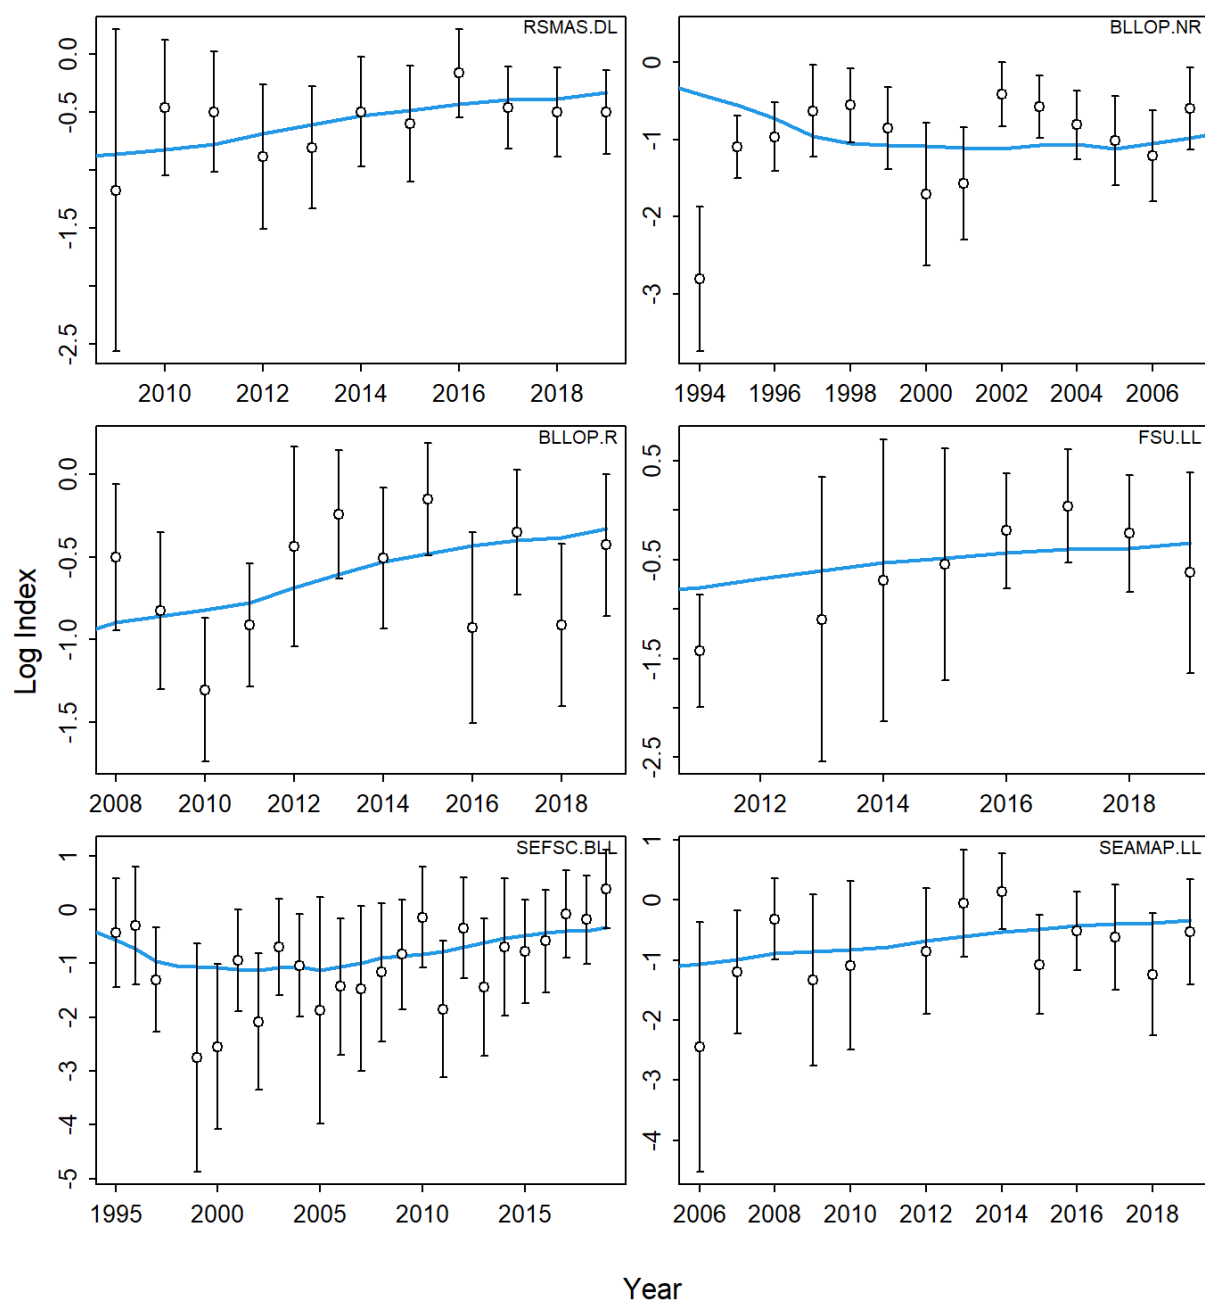 RSMAS.DL
0.0
-0.5
-1.5
-2.5
2010 2012 2014 2016 2018
BLLOP.NR
0
-1
-2
-3
1994 1996 1998 2000 2002 2004 2006
BLLOP.R
0.0
-0.5
-1.0
-1.5
2008 2010 2012 2014 2016 2018
FSU.LL
0.5
-0.5
-1.5
-2.5
2012 2014 2016 2018
SEFSC.BLL
1
0
-1
-2
-3
-4
-5
1995 2000 2005 2010 2015
SEAMAP.LL
1
0
-1
-2
-3
-4
2006 2008 2010 2012 2014 2016 2018
Log Index
Year